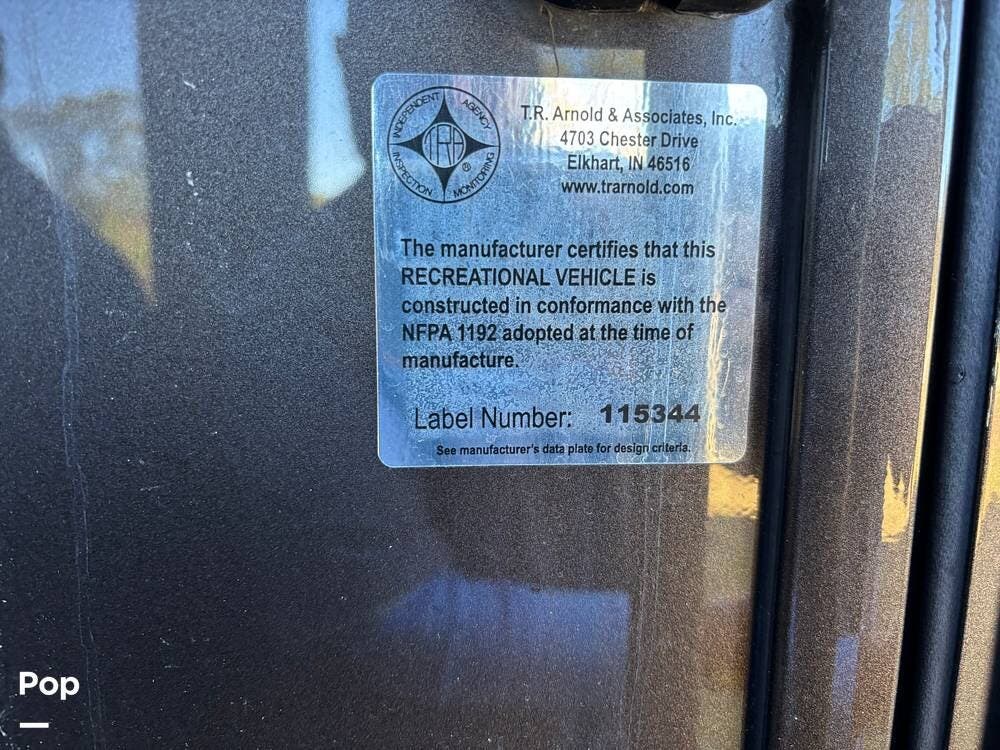 INDEPENDENT AGENCY
INSPECTION MONITORING
TRA
®
T.R. Arnold & Associates, Inc.
4703 Chester Drive
Elkhart, IN 46516
www.trarnold.com
The manufacturer certifies that this
RECREATIONAL VEHICLE is
constructed in conformance with the
NFPA 1192 adopted at the time of
manufacture.
Label Number: 115344
See manufacturer's data plate for design criteria.
Pop